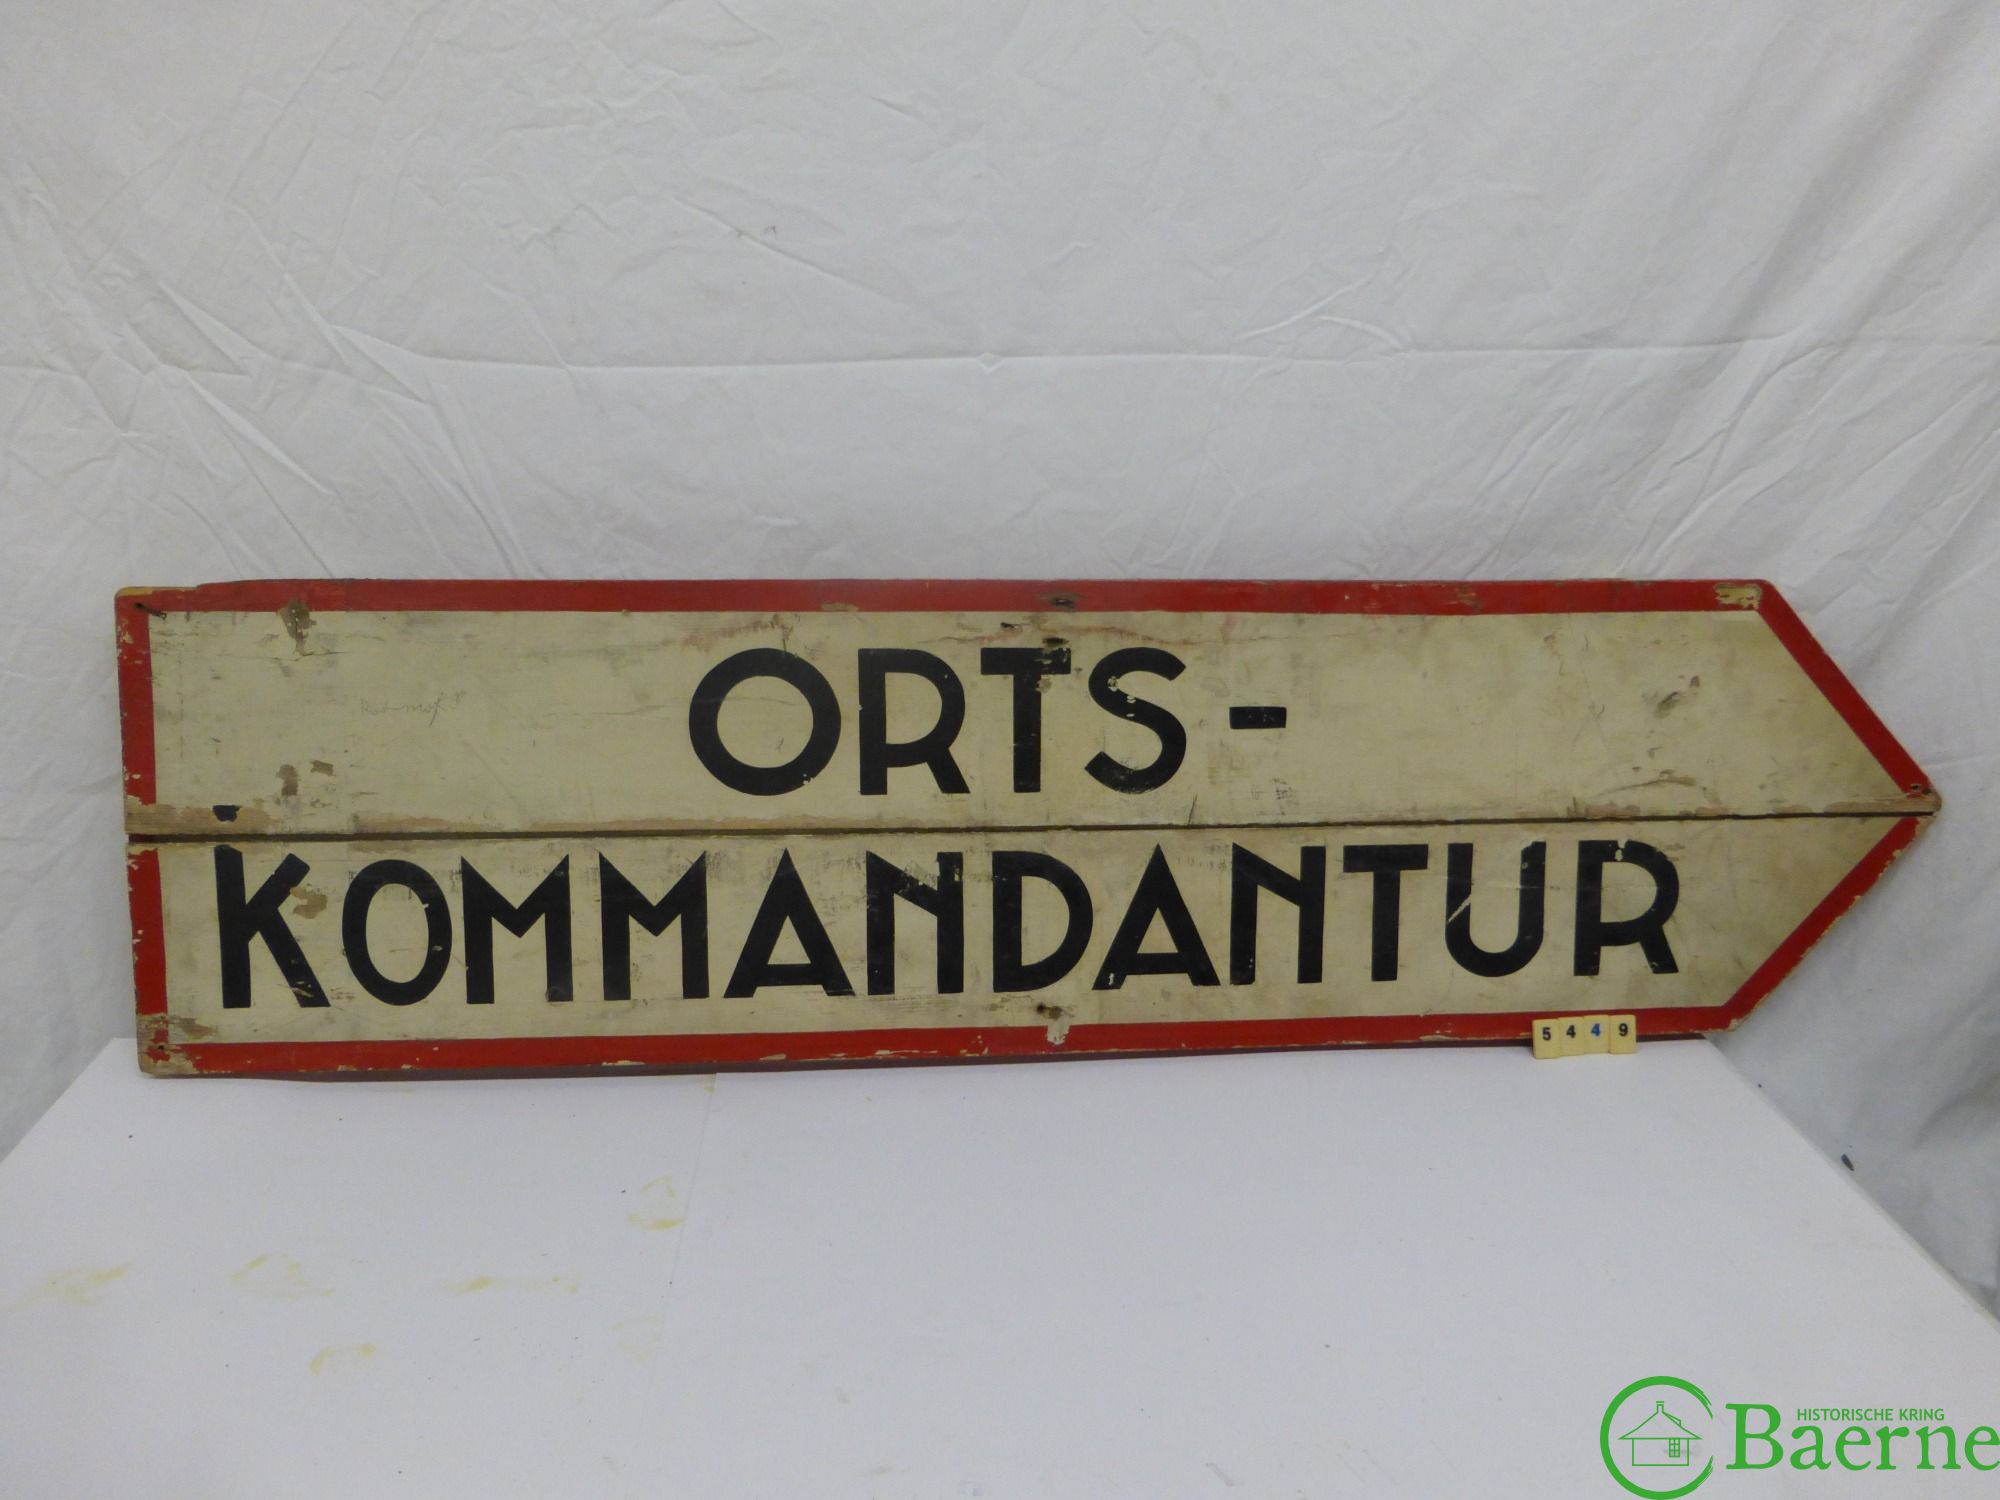 ORTS-
KOMMANDANTUR
5449
HISTORISCHE KRING
Baerne